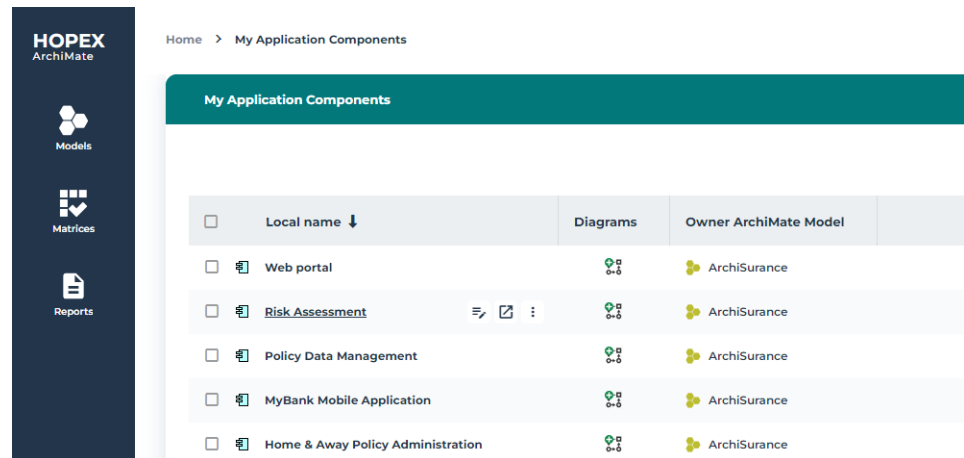 HOPEX
ArchiMate
Home > My Application Components
My Application Components
Models
Matrices
Reports
Local name ↓ Diagrams Owner ArchiMate Model
Web portal ArchiSurance
Risk Assessment ArchiSurance
Policy Data Management ArchiSurance
MyBank Mobile Application ArchiSurance
Home & Away Policy Administration ArchiSurance